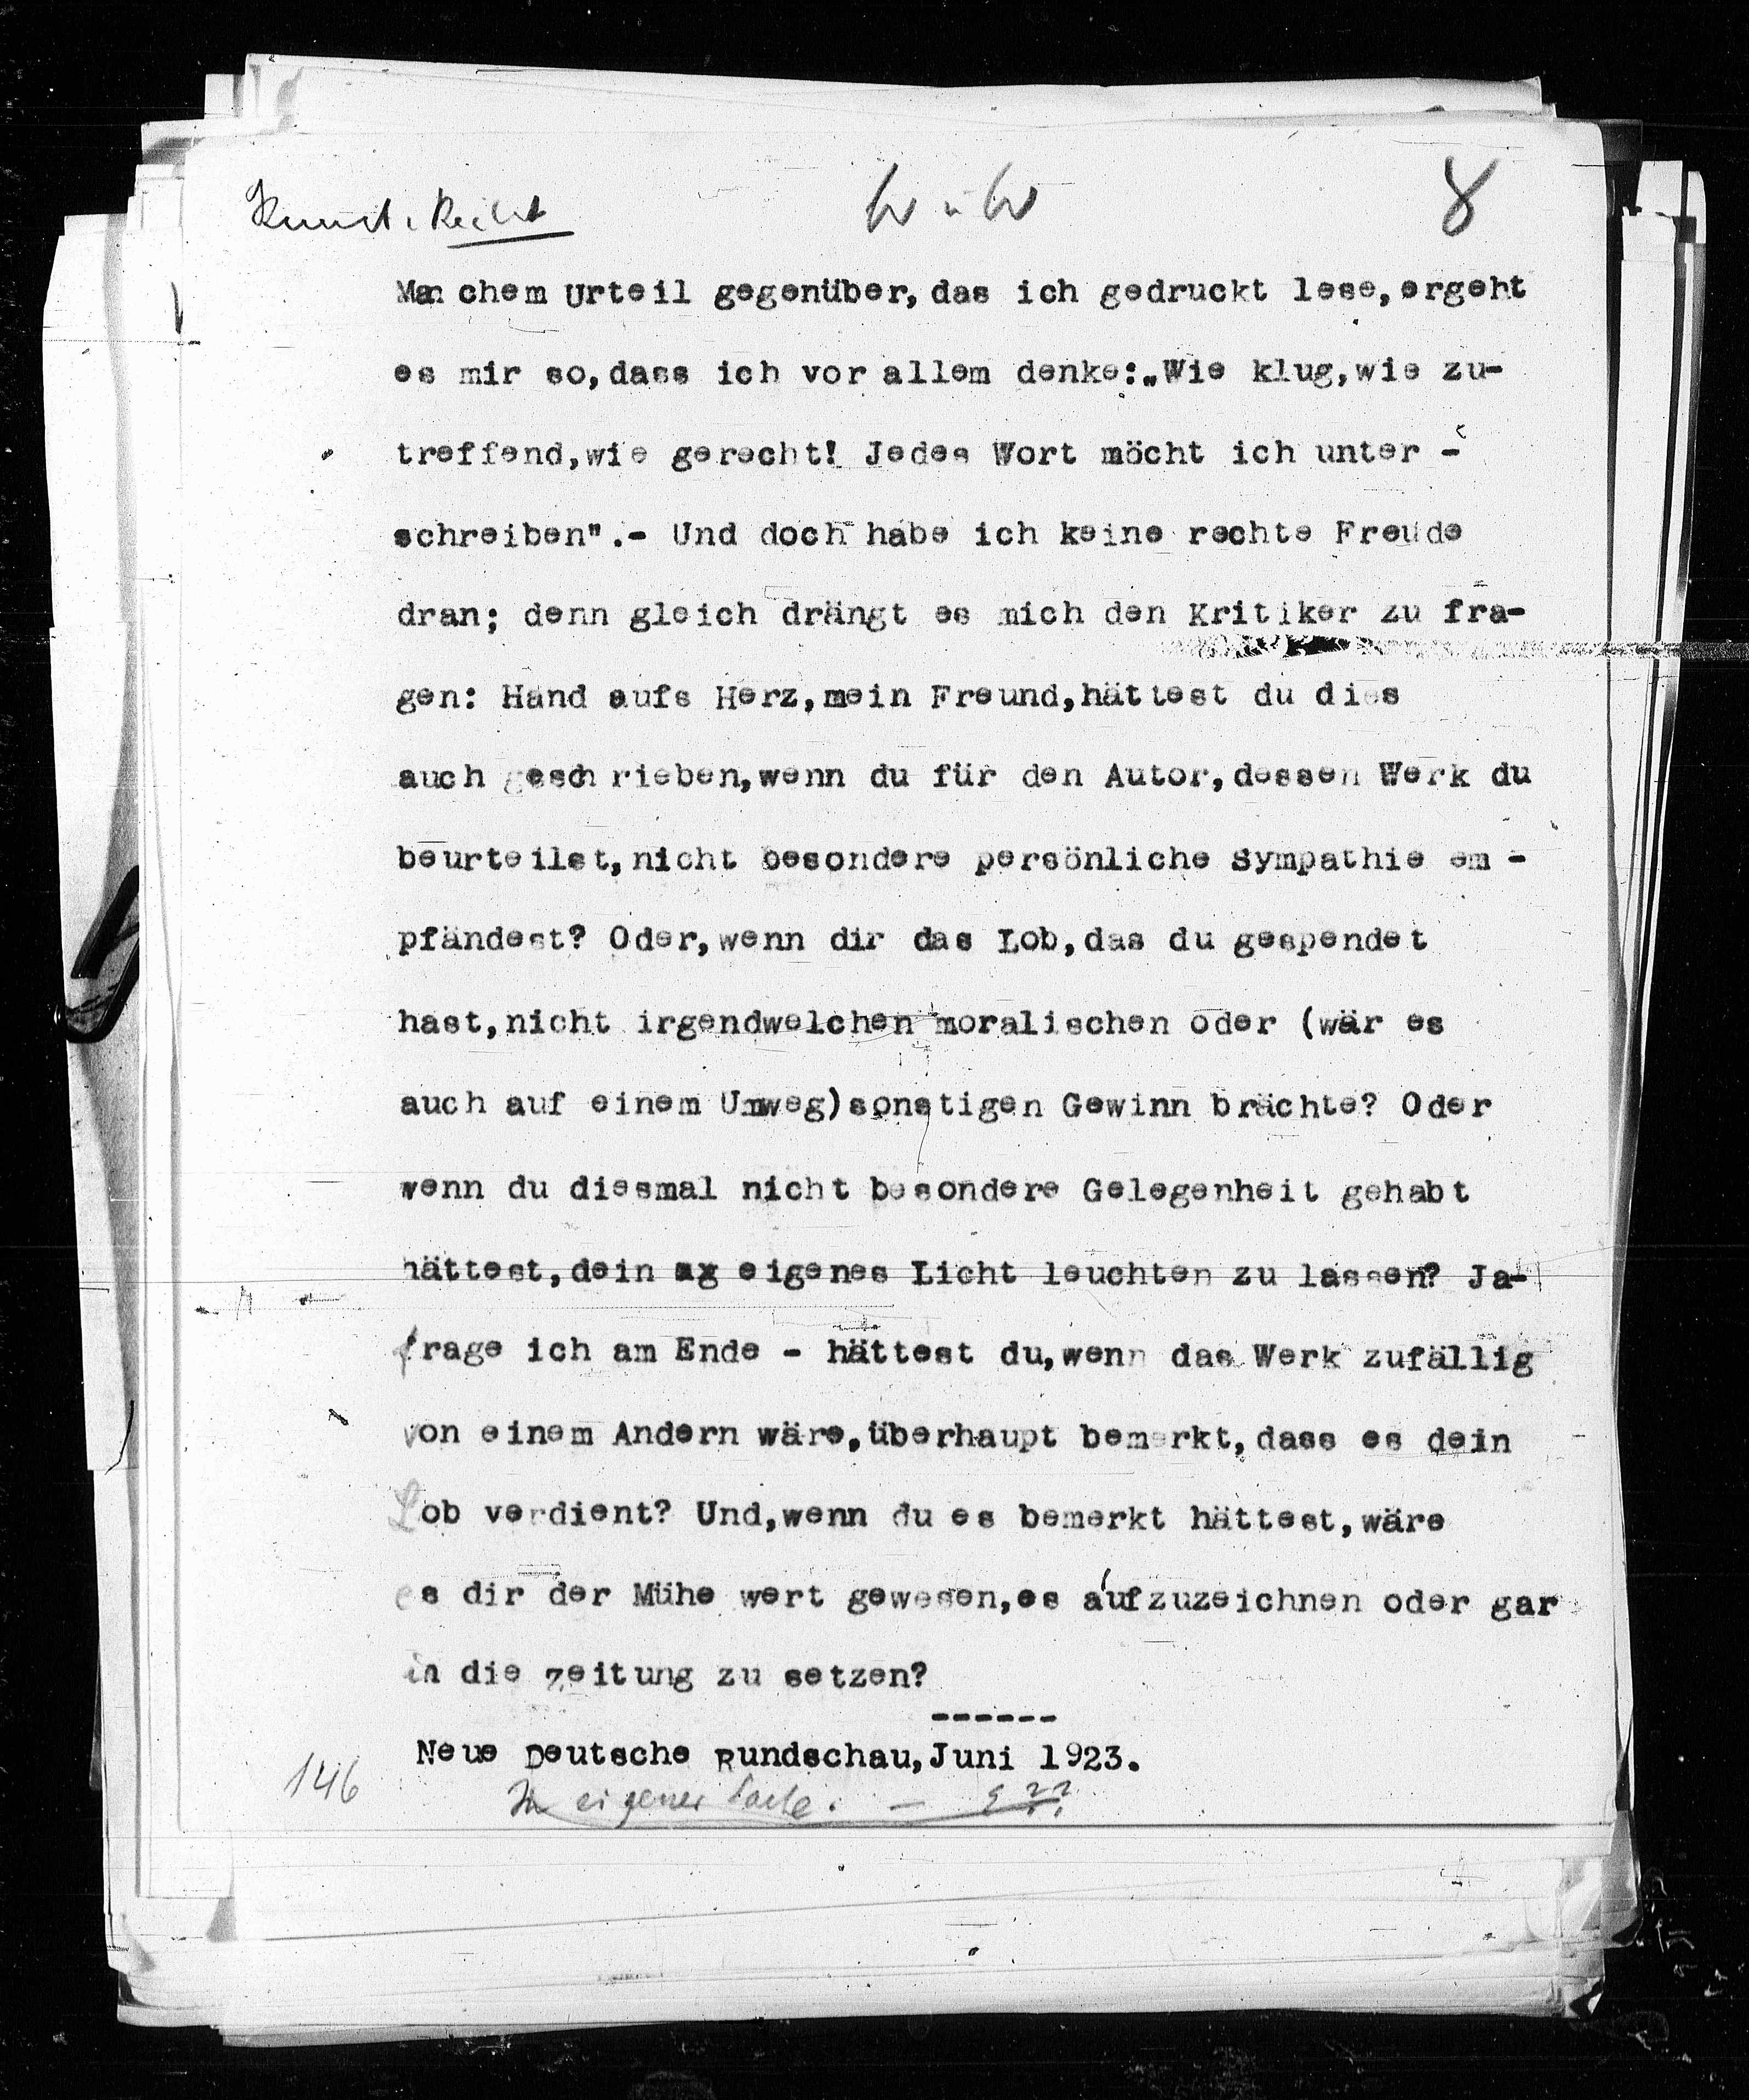 Kunst u Recht W u W 8
Manchem Urteil gegenüber, das ich gedruckt lese, ergeht
es mir so, dass ich vor allem denke: „Wie klug, wie zu-
treffend, wie gerecht! Jedes Wort möcht ich unter -
schreiben".- Und doch habe ich keine rechte Freude
dran; denn gleich drängt es mich den Kritiker zu fra-
gen: Hand aufs Herz, mein Freund, hättest du dies
auch geschrieben, wenn du für den Autor, dessen Werk du
beurteilst, nicht besondere persönliche Sympathie em -
pfändest? Oder, wenn dir das Lob, das du gespendet
hast, nicht irgendwelchen moralischen oder (wär es
auch auf einem Umweg) sonstigen Gewinn brächte? Oder
wenn du diesmal nicht besondere Gelegenheit gehabt
hättest, dein eigenes Licht leuchten zu lassen? Ja-
frage ich am Ende - hättest du, wenn das Werk zufällig
von einem Andern wäre, überhaupt bemerkt, dass es dein
Lob verdient? Und, wenn du es bemerkt hättest, wäre
es dir der Mühe wert gewesen, es aufzuzeichnen oder gar
in die Zeitung zu setzen?
------
Neue Deutsche Rundschau, Juni 1923.
146 In eigener Sache. —